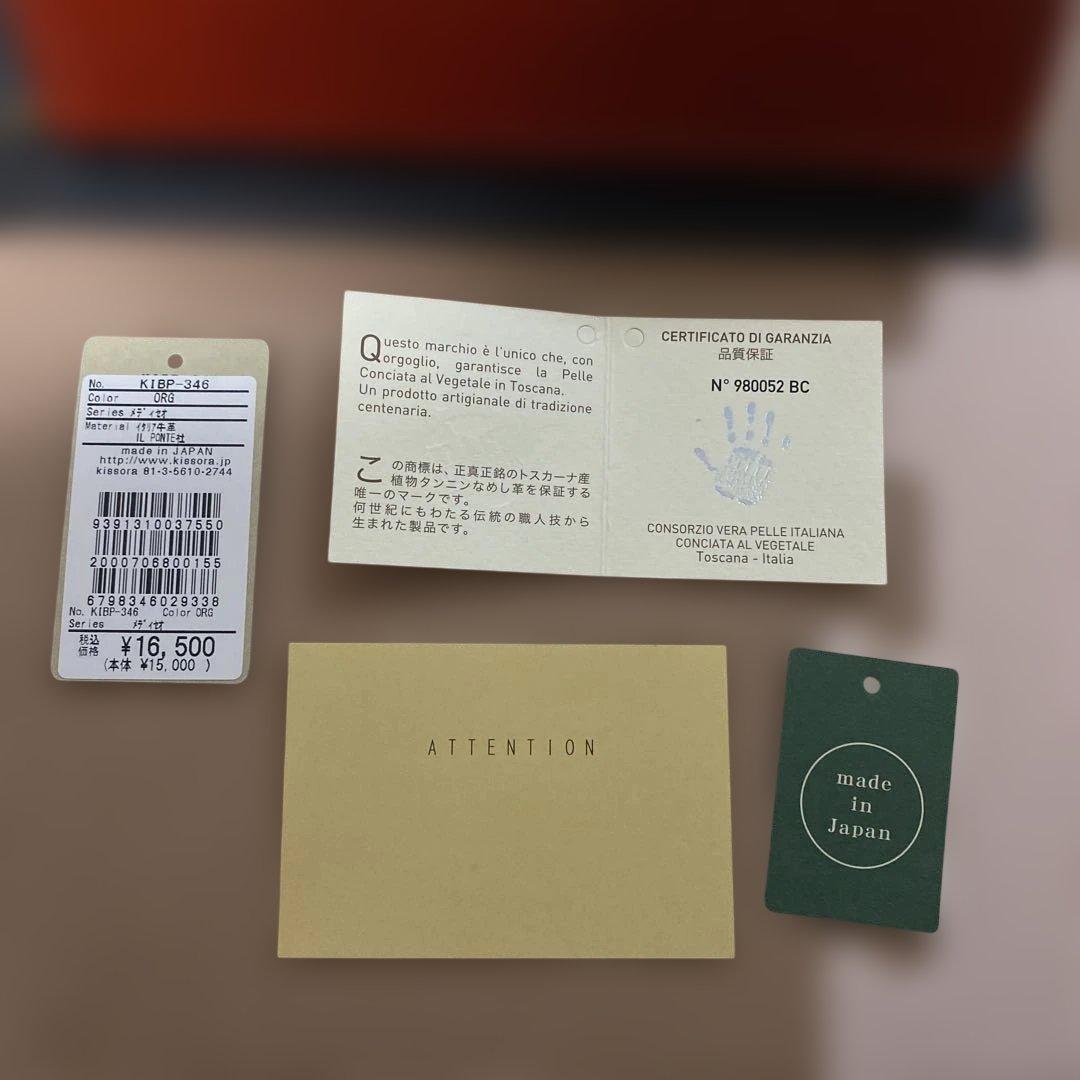 No. KIBP-346
Color ORG
Series メディセオ
Material イタリア牛革
IL PONTE社
made in JAPAN
http://www.kissora.jp
kissora 81-3-5610-2744
9391310037550
2000706800155
6798346029338
No. KIBP-346 Color ORG
Series メディセオ
税込
価格 ¥16,500
(本体 ¥15,000 )
Questo marchio è l'unico che, con
orgoglio, garantisce la Pelle
Conciata al Vegetale in Toscana.
Un prodotto artigianale di tradizione
centenaria.
この商標は、正真正銘のトスカーナ産
植物タンニンなめし革を保証する
唯一のマークです。
何世紀にもわたる伝統の職人技から
生まれた製品です。
CERTIFICATO DI GARANZIA
品質保証
N° 980052 BC
CONSORZIO VERA PELLE ITALIANA
CONCIATA AL VEGETALE
Toscana - Italia
ATTENTION
made
in
Japan